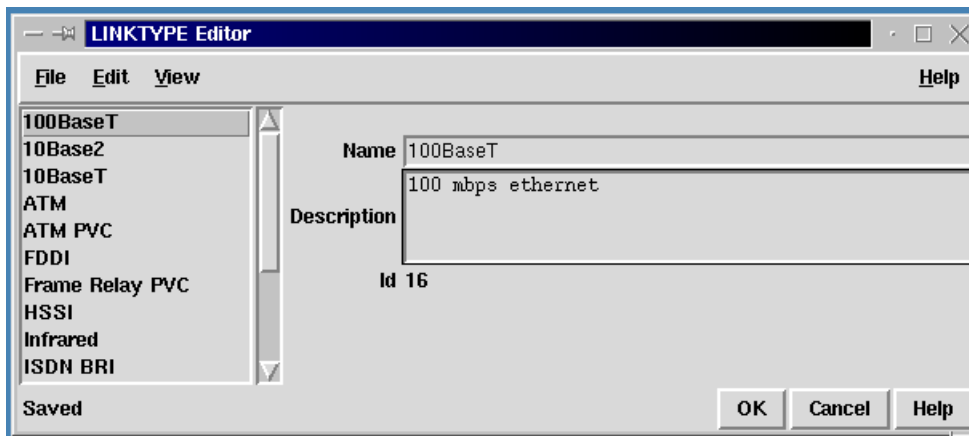 LINKTYPE Editor
File Edit View Help
100BaseT
10Base2
10BaseT
ATM
ATM PVC
FDDI
Frame Relay PVC
HSSI
Infrared
ISDN BRI
Name 100BaseT
Description 100 mbps ethernet
Id 16
Saved
OK Cancel Help